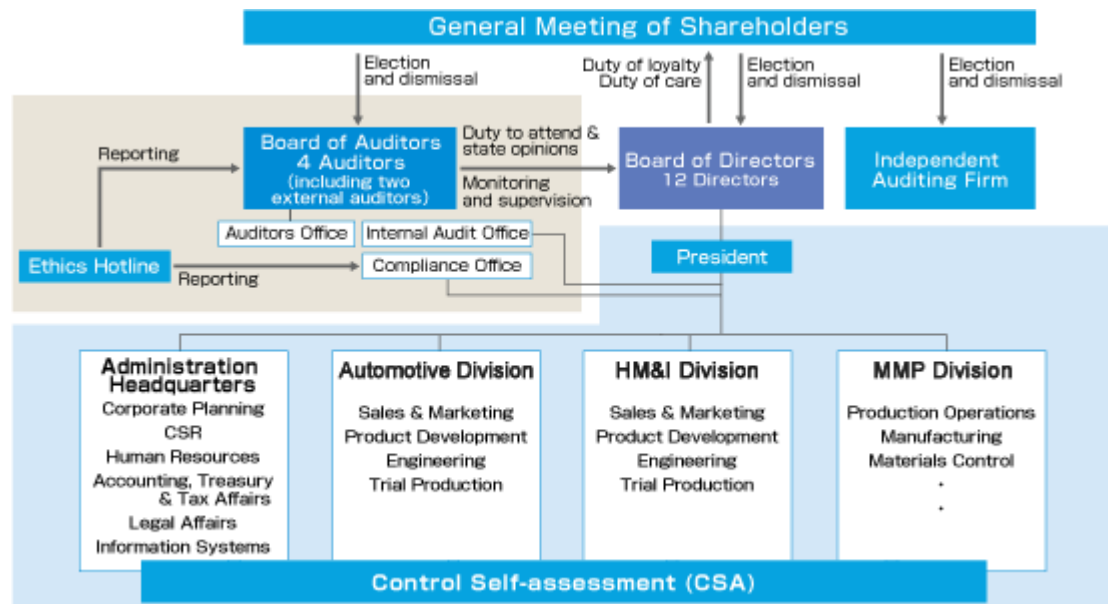 General Meeting of Shareholders
Election
and dismissal
Duty of loyalty
Duty of care
Election
and dismissal
Election
and dismissal
Reporting
Board of Auditors
4 Auditors
(including two
external auditors)
Duty to attend &
state opinions
Monitoring
and supervision
Board of Directors
12 Directors
Independent
Auditing Firm
Auditors Office
Internal Audit Office
Ethics Hotline
Reporting
Compliance Office
President
Administration
Headquarters
Corporate Planning
CSR
Human Resources
Accounting, Treasury
& Tax Affairs
Legal Affairs
Information Systems
Automotive Division
Sales & Marketing
Product Development
Engineering
Trial Production
HM&I Division
Sales & Marketing
Product Development
Engineering
Trial Production
MMP Division
Production Operations
Manufacturing
Materials Control
.
.
Control Self-assessment (CSA)